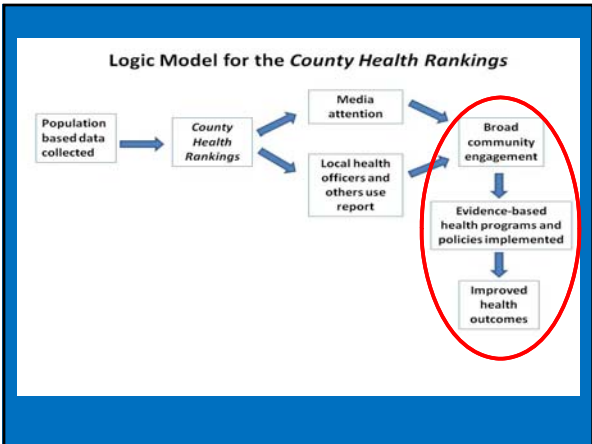 Logic Model for the County Health Rankings
Population
based data
collected
County
Health
Rankings
Media
attention
Local health
officers and
others use
report
Broad
community
engagement
Evidence-based
health programs and
policies implemented
Improved
health
outcomes